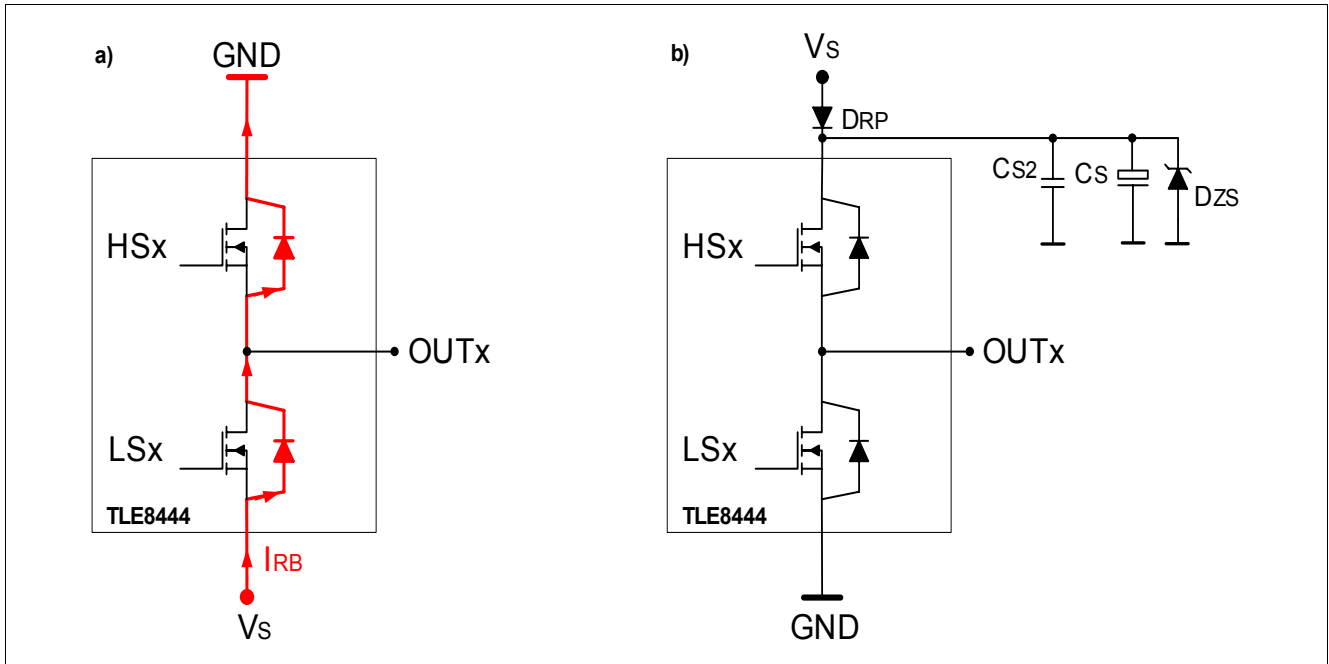 a)
GND
HSx
OUTx
LSx
TLE8444
IRB
VS
b)
VS
DRP
CS2
CS
DZS
HSx
OUTx
LSx
TLE8444
GND